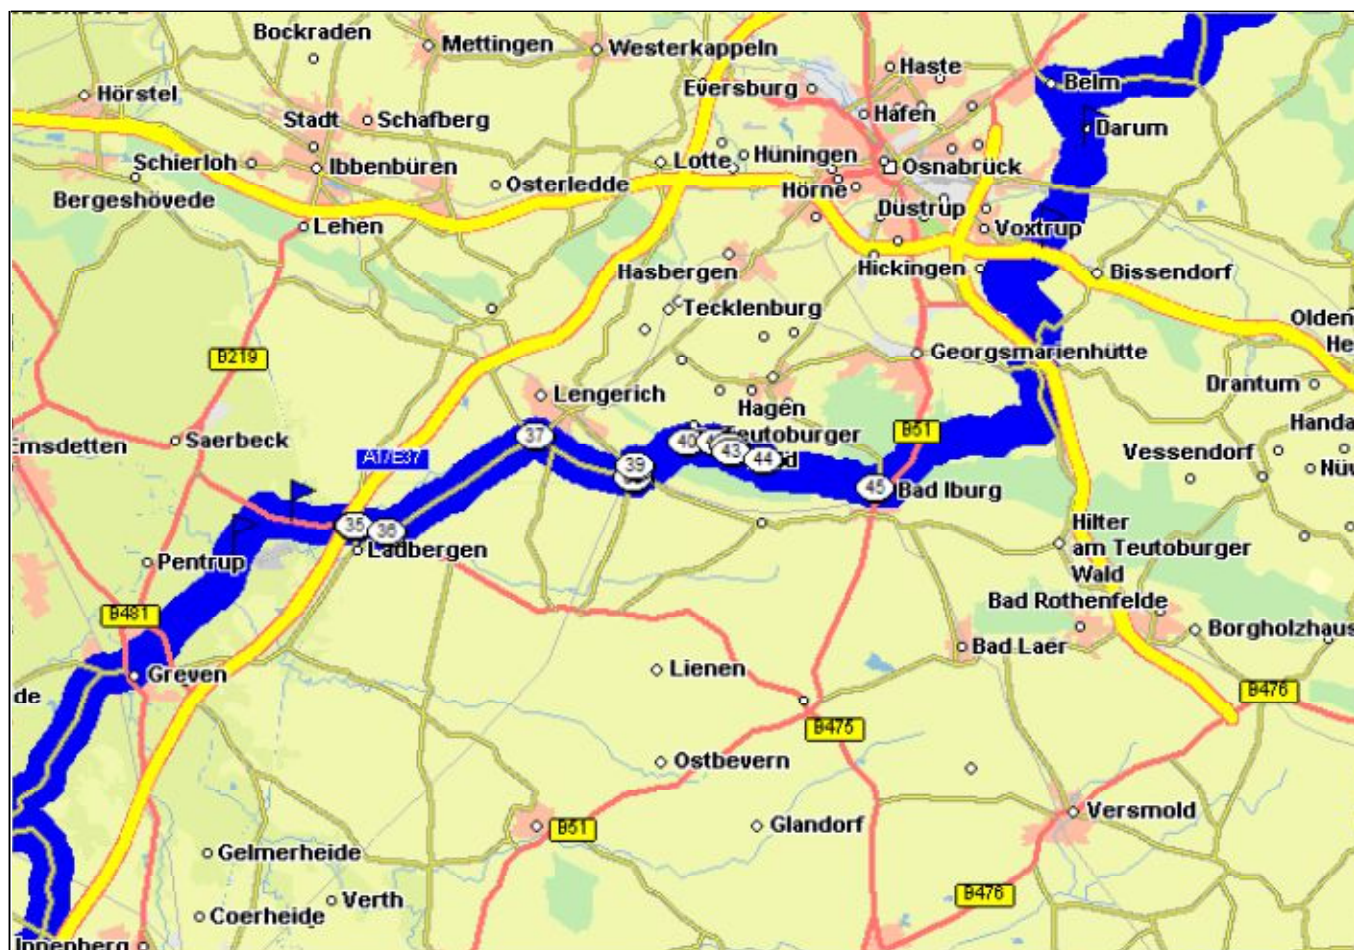 Bockraden
Mettingen
Westerkappeln
Haste
Belm
Eversburg
Hörstel
Hafen
Darum
Stadt
Schafberg
Schierloh
Ibbenbüren
Lotte
Hüningen
Osnabrück
Bergeshövede
Osterledde
Hörne
Düstrup
Voxtrup
Lehen
Hasbergen
Hickingen
Bissendorf
Tecklenburg
Olden
He
B219
Georgsmarienhütte
Lengerich
Drantum
Hagen
Handa
Emsdetten
Saerbeck
37
40
Teutoburger
B51
43
44
A1/E37
39
Vessendorf
Nüv
45
Bad Iburg
35
36
Ladbergen
Hilter
am Teutoburger
Wald
Pentrup
B481
Bad Rothenfelde
Borgholzhaus
Bad Laer
Greven
Lienen
de
B476
B475
Ostbevern
Versmold
B51
Glandorf
Gelmerheide
Verth
B476
Coerheide